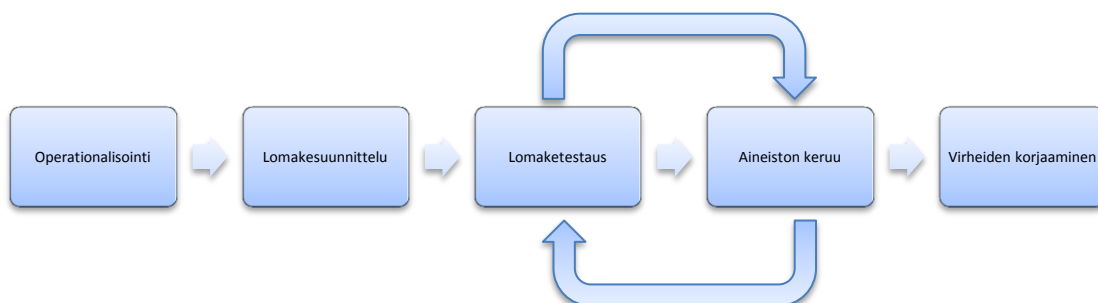 Operationalisointi
Lomakesuunnittelu
Lomaketestaus
Aineiston keruu
Virheiden korjaaminen